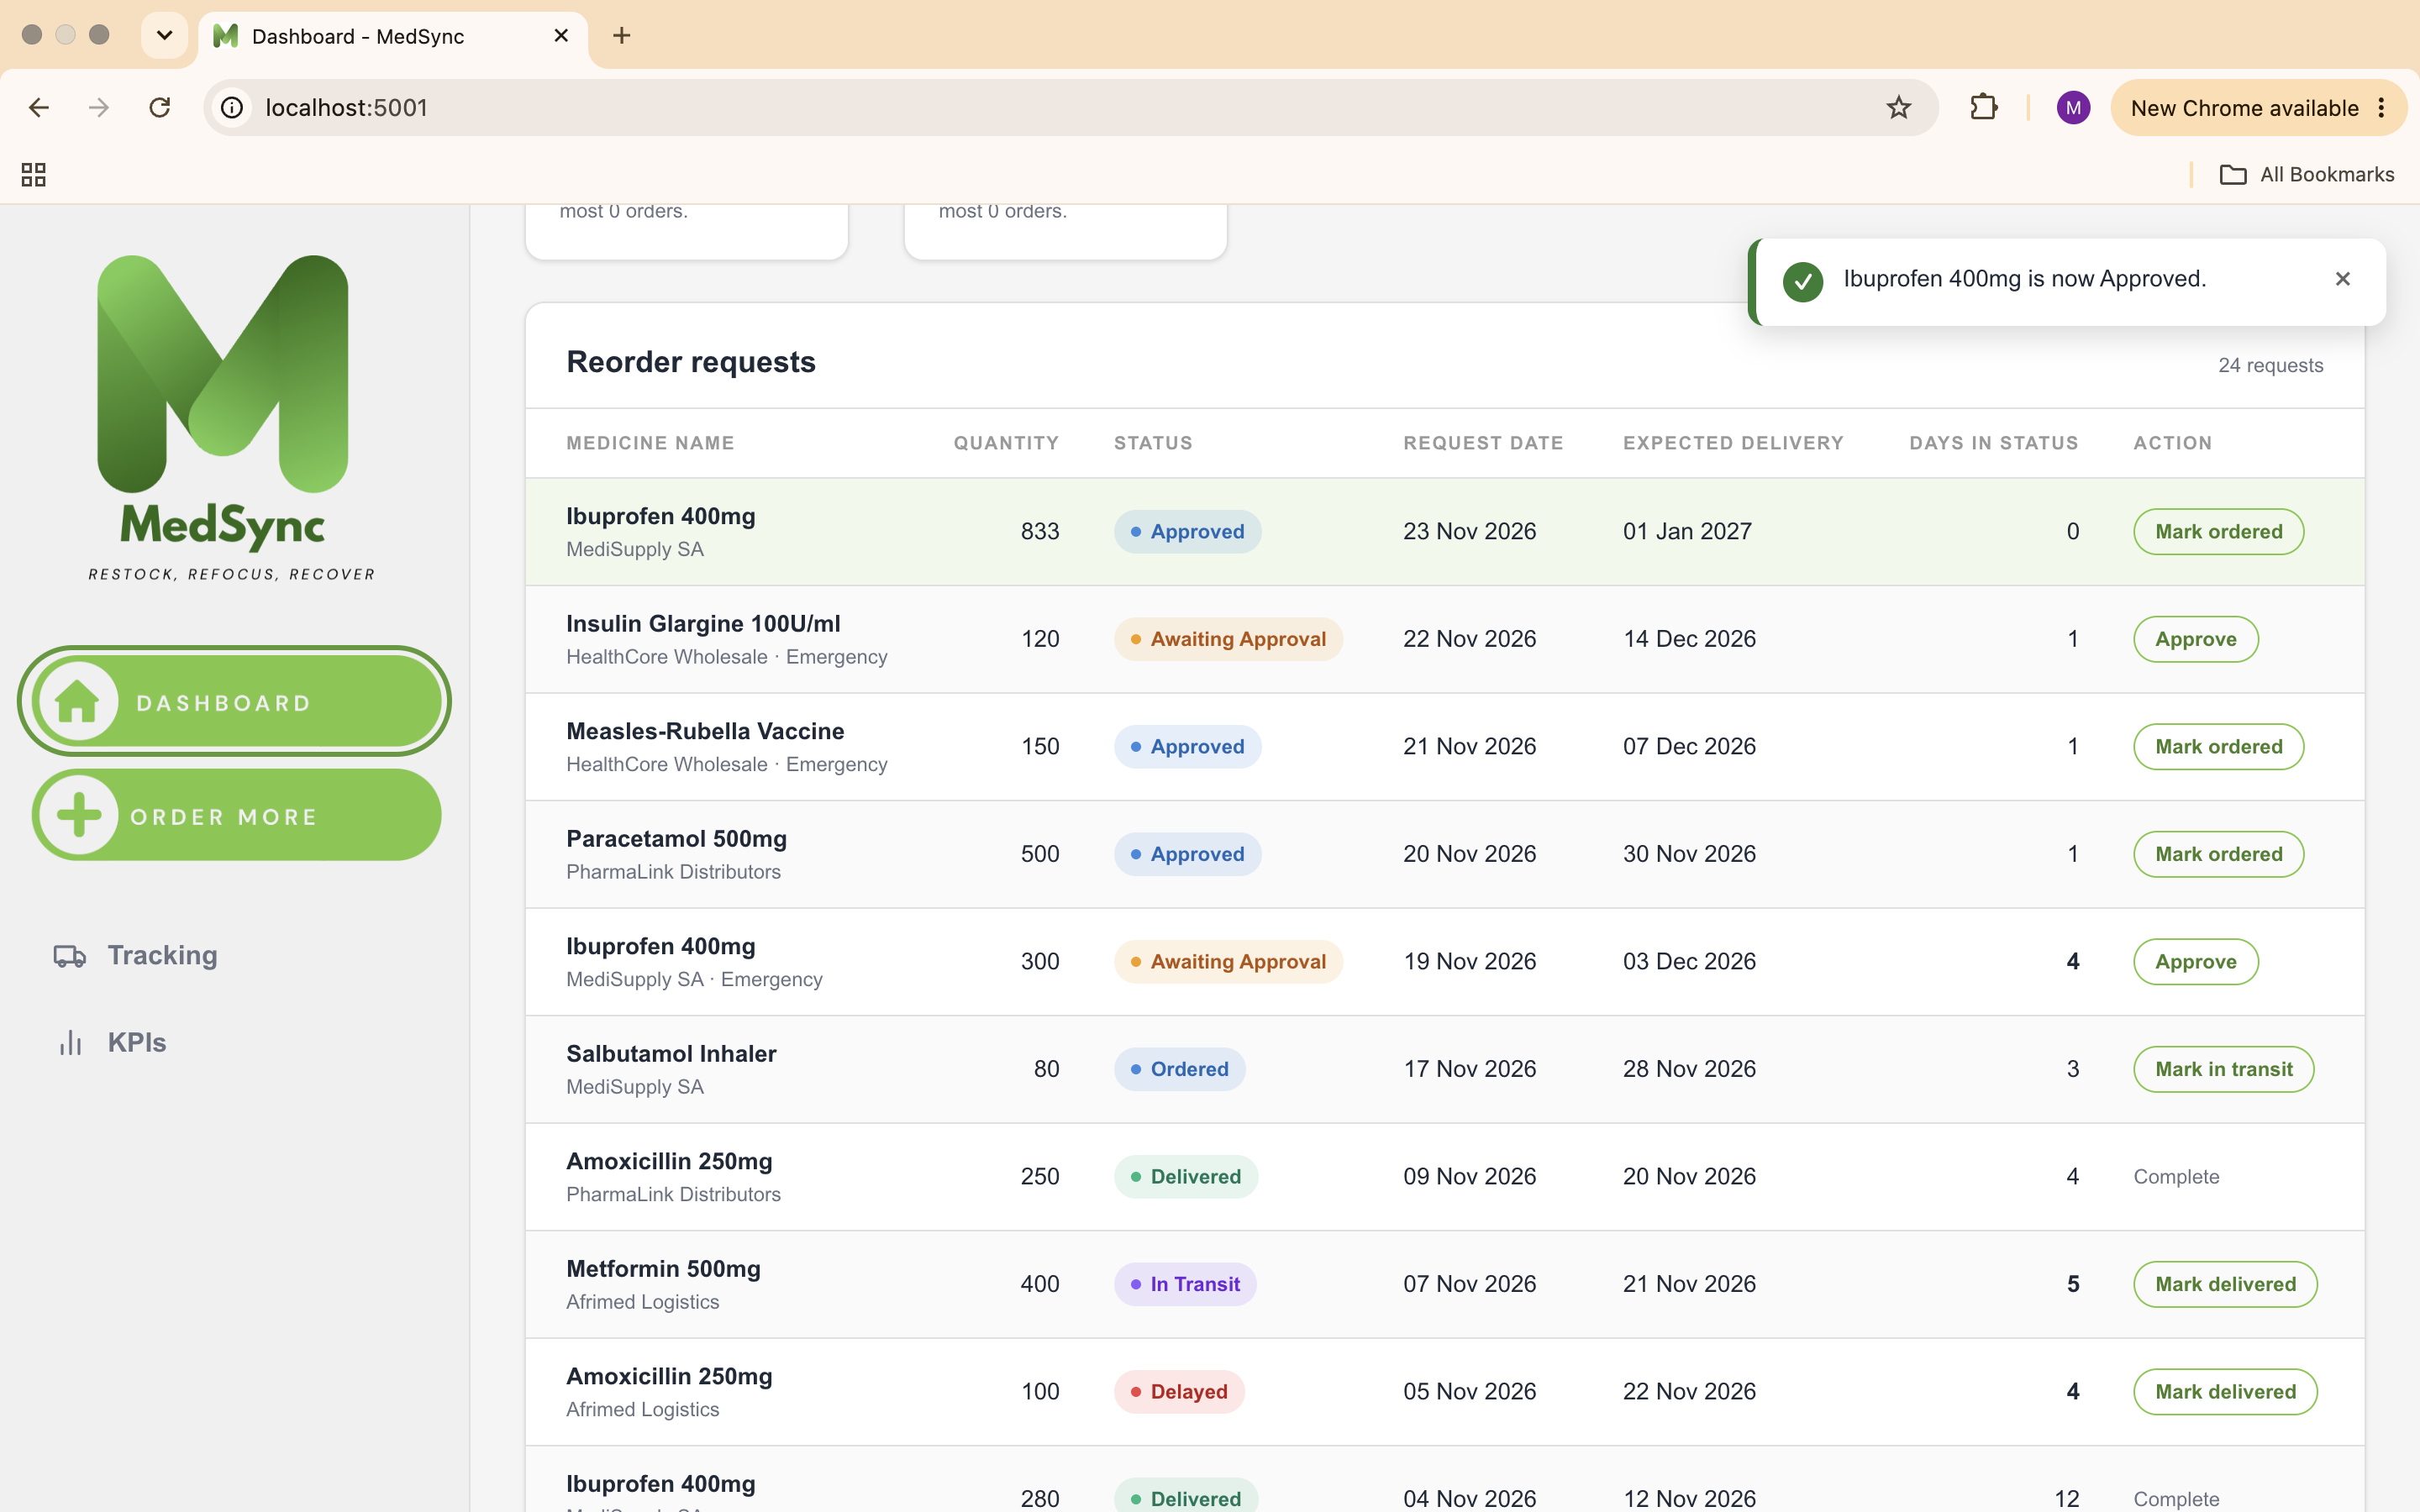 Dashboard - MedSync
localhost:5001
M
New Chrome available
All Bookmarks
most 0 orders.
most 0 orders.
Ibuprofen 400mg is now Approved.
MedSync
RESTOCK, REFOCUS, RECOVER
DASHBOARD
ORDER MORE
Tracking
KPIs
Reorder requests
24 requests
MEDICINE NAME QUANTITY STATUS REQUEST DATE EXPECTED DELIVERY DAYS IN STATUS ACTION
Ibuprofen 400mg
MediSupply SA
833 Approved 23 Nov 2026 01 Jan 2027 0 Mark ordered
Insulin Glargine 100U/ml
HealthCore Wholesale · Emergency
120 Awaiting Approval 22 Nov 2026 14 Dec 2026 1 Approve
Measles-Rubella Vaccine
HealthCore Wholesale · Emergency
150 Approved 21 Nov 2026 07 Dec 2026 1 Mark ordered
Paracetamol 500mg
PharmaLink Distributors
500 Approved 20 Nov 2026 30 Nov 2026 1 Mark ordered
Ibuprofen 400mg
MediSupply SA · Emergency
300 Awaiting Approval 19 Nov 2026 03 Dec 2026 4 Approve
Salbutamol Inhaler
MediSupply SA
80 Ordered 17 Nov 2026 28 Nov 2026 3 Mark in transit
Amoxicillin 250mg
PharmaLink Distributors
250 Delivered 09 Nov 2026 20 Nov 2026 4 Complete
Metformin 500mg
Afrimed Logistics
400 In Transit 07 Nov 2026 21 Nov 2026 5 Mark delivered
Amoxicillin 250mg
Afrimed Logistics
100 Delayed 05 Nov 2026 22 Nov 2026 4 Mark delivered
Ibuprofen 400mg
280 Delivered 04 Nov 2026 12 Nov 2026 12 Complete